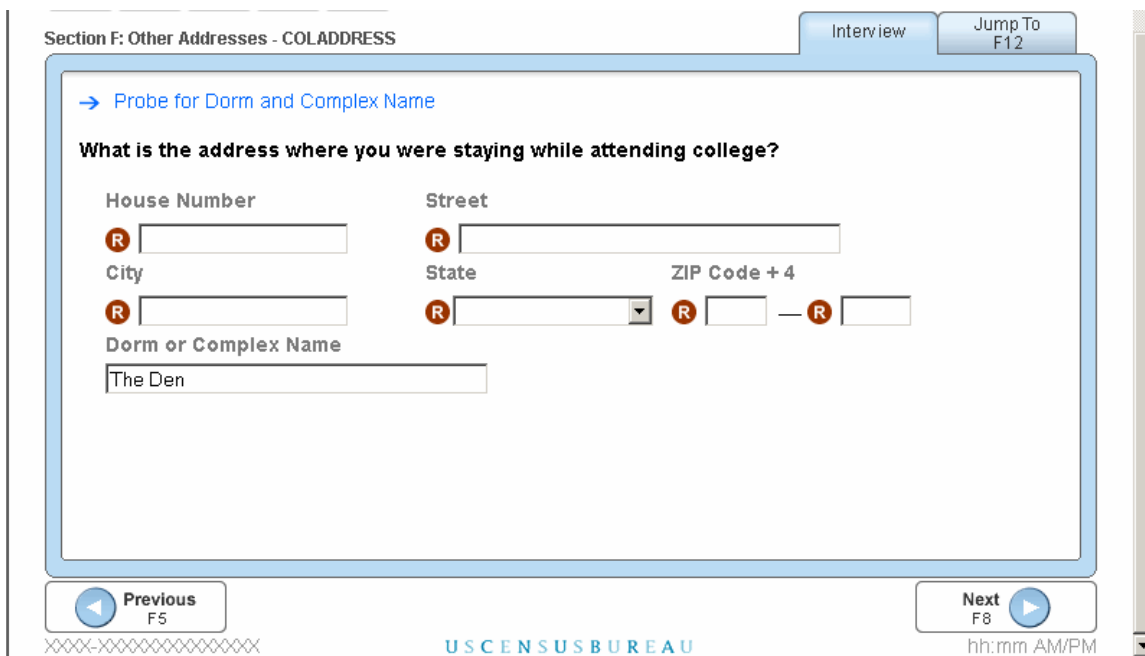 Section F: Other Addresses - COLADDRESS
Interview
Jump To
F12
→ Probe for Dorm and Complex Name
What is the address where you were staying while attending college?
House Number Street
R R
City State ZIP Code + 4
R R R — R
Dorm or Complex Name
The Den
Previous
F5
Next
F8
XXXX-XXXXXXXXXXXXXX USCENSUSBUREAU hh:mm AM/PM